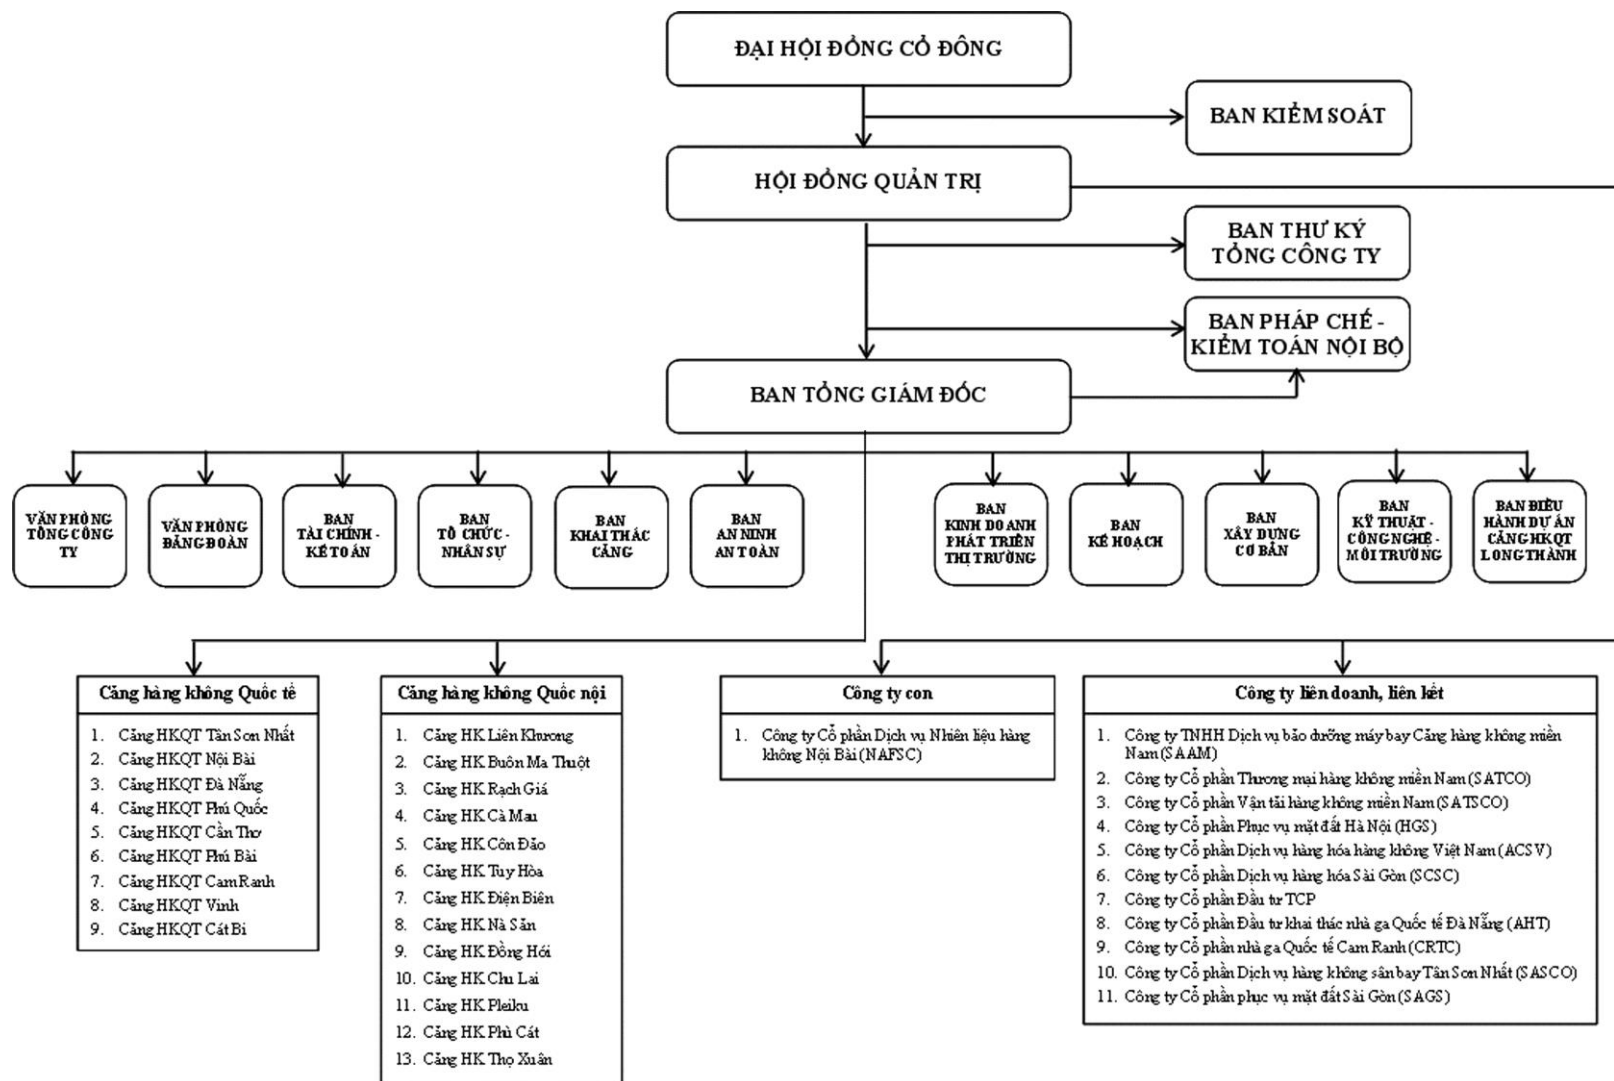 ĐẠI HỘI ĐỒNG CỔ ĐÔNG
BAN KIỂM SOÁT
HỘI ĐỒNG QUẢN TRỊ
BAN THƯ KÝ
TỔNG CÔNG TY
BAN PHÁP CHẾ -
KIỂM TOÁN NỘI BỘ
BAN TỔNG GIÁM ĐỐC
VĂN PHÒNG
TỔNG CÔNG
TY
VĂN PHÒNG
ĐẢNG ĐOÀN
BAN
TÀI CHÍNH -
KẾ TOÁN
BAN
TỔ CHỨC -
NHÂN SỰ
BAN
KHAI THÁC
CẢNG
BAN
AN NINH
AN TOÀN
BAN
KINH DOANH
PHÁT TRIỂN
THỊ TRƯỜNG
BAN
KẾ HOẠCH
BAN
XÂY DỰNG
CƠ BẢN
BAN
KỸ THUẬT -
CÔNG NGHỆ -
MÔI TRƯỜNG
BAN ĐIỀU
HÀNH DỰ ÁN
CẢNG HKQT
LONG THÀNH
Cảng hàng không Quốc tế
1. Cảng HKQT Tân Sơn Nhất
2. Cảng HKQT Nội Bài
3. Cảng HKQT Đà Nẵng
4. Cảng HKQT Phú Quốc
5. Cảng HKQT Cần Thơ
6. Cảng HKQT Phú Bài
7. Cảng HKQT Cam Ranh
8. Cảng HKQT Vinh
9. Cảng HKQT Cát Bi
Cảng hàng không Quốc nội
1. Cảng HK Liên Khương
2. Cảng HK Buôn Ma Thuột
3. Cảng HK Rạch Giá
4. Cảng HK Cà Mau
5. Cảng HK Côn Đảo
6. Cảng HK Tuy Hòa
7. Cảng HK Điện Biên
8. Cảng HK Nà Sản
9. Cảng HK Đồng Hới
10. Cảng HK Chu Lai
11. Cảng HK Pleiku
12. Cảng HK Phù Cát
13. Cảng HK Thọ Xuân
Công ty con
1. Công ty Cổ phần Dịch vụ Nhiên liệu hàng
không Nội Bài (NAFSC)
Công ty liên doanh, liên kết
1. Công ty TNHH Dịch vụ bảo dưỡng máy bay Cảng hàng không miền
Nam (SAAM)
2. Công ty Cổ phần Thương mại hàng không miền Nam (SATCO)
3. Công ty Cổ phần Vận tải hàng không miền Nam (SATSCO)
4. Công ty Cổ phần Phục vụ mặt đất Hà Nội (HGS)
5. Công ty Cổ phần Dịch vụ hàng hóa hàng không Việt Nam (ACSV)
6. Công ty Cổ phần Dịch vụ hàng hóa Sài Gòn (SCSC)
7. Công ty Cổ phần Đầu tư TCP
8. Công ty Cổ phần Đầu tư khai thác nhà ga Quốc tế Đà Nẵng (AHT)
9. Công ty Cổ phần nhà ga Quốc tế Cam Ranh (CRTC)
10. Công ty Cổ phần Dịch vụ hàng không sân bay Tân Sơn Nhất (SASCO)
11. Công ty Cổ phần phục vụ mặt đất Sài Gòn (SAGS)